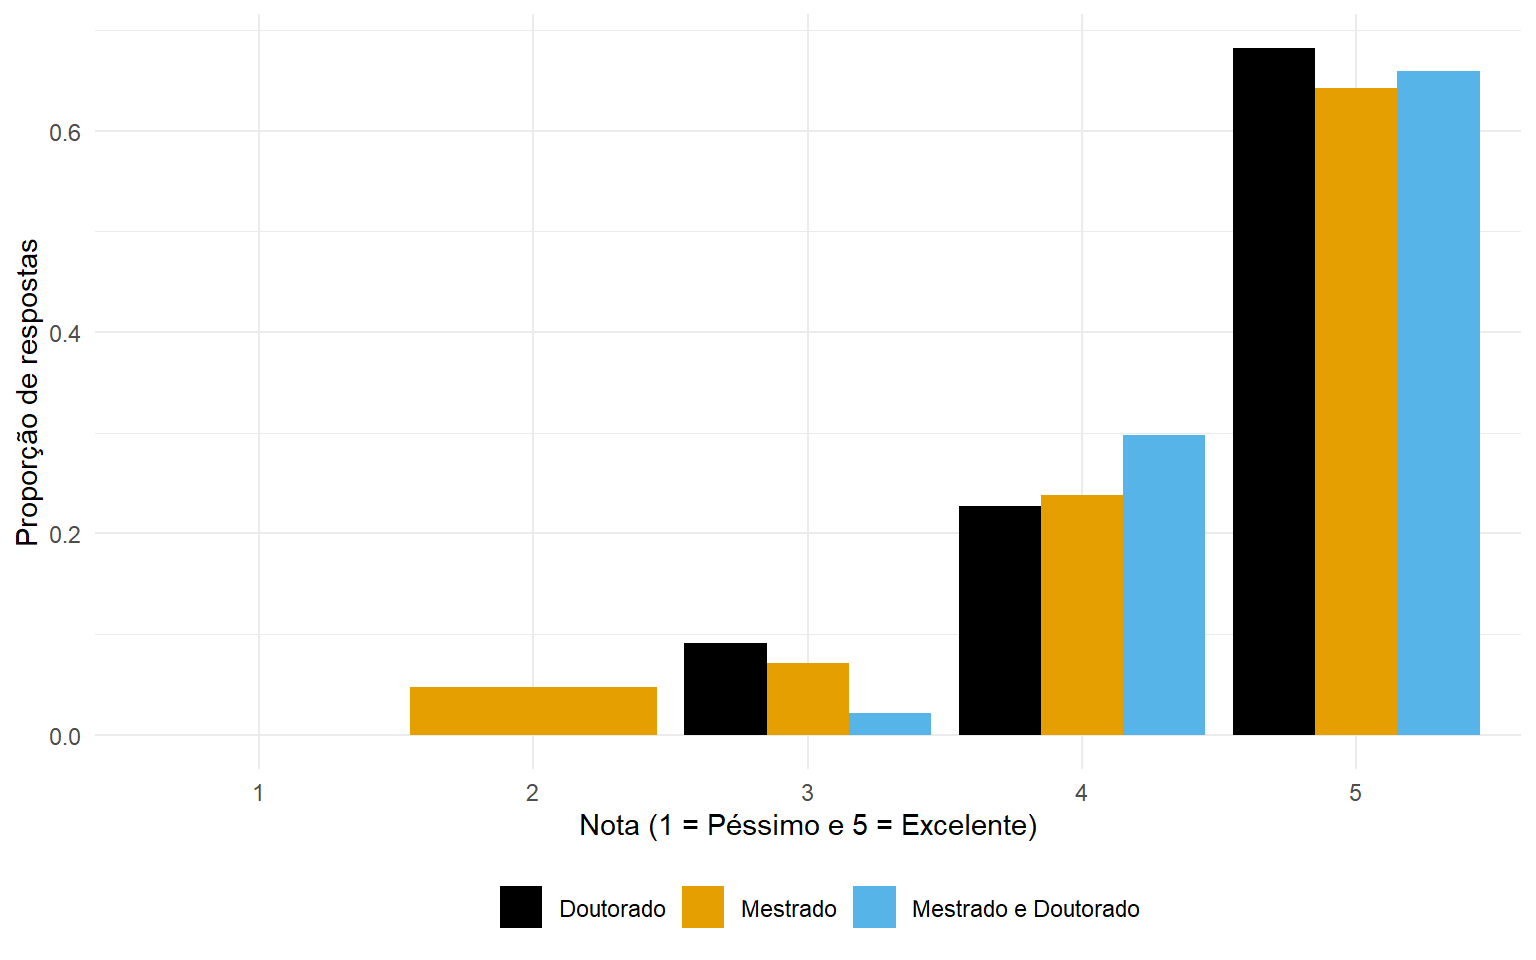 Proporção de respostas
0.6
0.4
0.2
0.0
1 2 3 4 5
Nota (1 = Péssimo e 5 = Excelente)
Doutorado Mestrado Mestrado e Doutorado